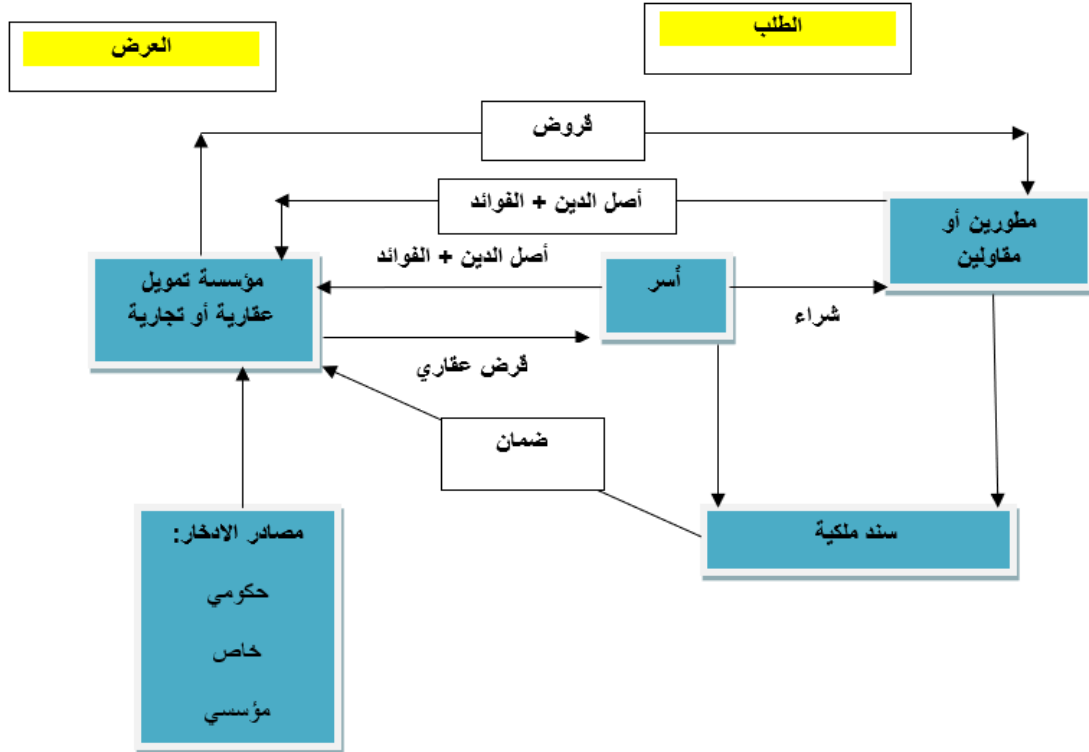 الطلب
العرض
قروض
أصل الدين + الفوائد
مطورين أو
مقاولين
أصل الدين + الفوائد
أسر
شراء
مؤسسة تمويل
عقارية أو تجارية
قرض عقاري
ضمان
سند ملكية
مصادر الادخار:
حكومي
خاص
مؤسسي